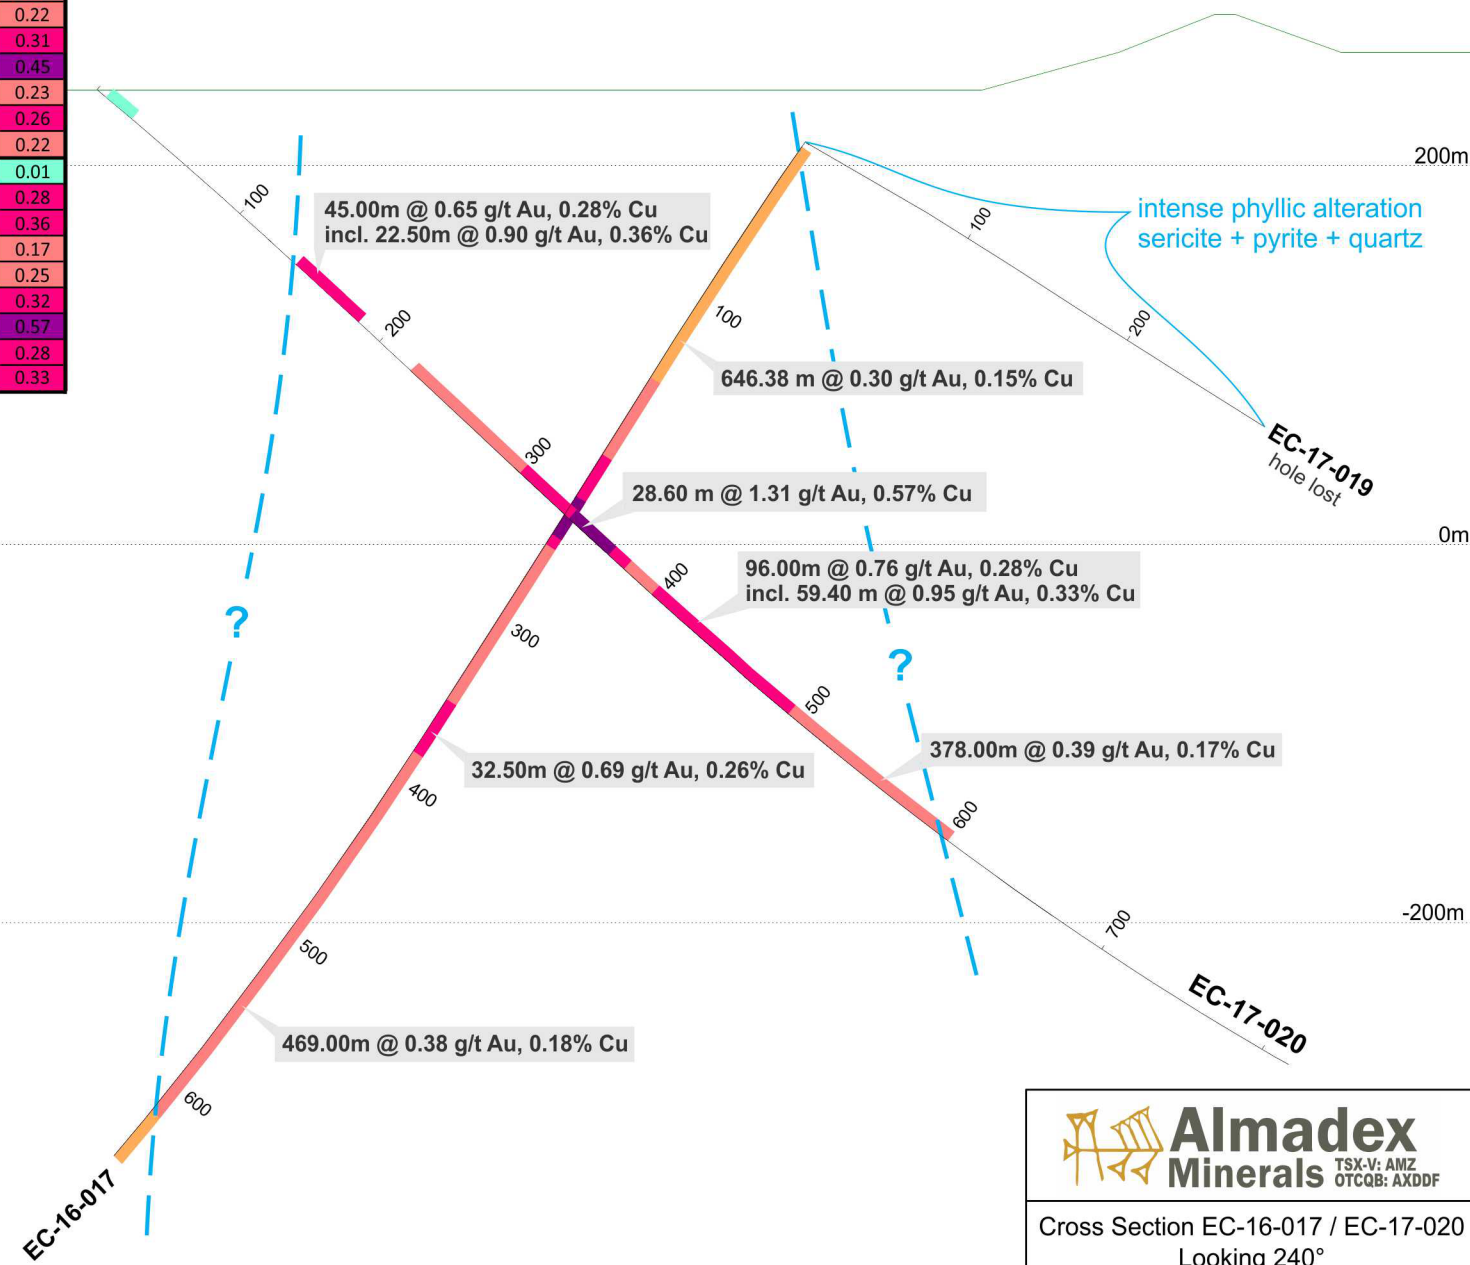 0.22
0.31
0.45
0.23
0.26
0.22
0.01
0.28
0.36
0.17
0.25
0.32
0.57
0.28
0.33
200m
100
100
intense phyllic alteration
sericite + pyrite + quartz
45.00m @ 0.65 g/t Au, 0.28% Cu
incl. 22.50m @ 0.90 g/t Au, 0.36% Cu
200
100
200
646.38 m @ 0.30 g/t Au, 0.15% Cu
300
EC-17-019
hole lost
28.60 m @ 1.31 g/t Au, 0.57% Cu
0m
96.00m @ 0.76 g/t Au, 0.28% Cu
incl. 59.40 m @ 0.95 g/t Au, 0.33% Cu
400
?
300
?
500
378.00m @ 0.39 g/t Au, 0.17% Cu
32.50m @ 0.69 g/t Au, 0.26% Cu
400
600
-200m
700
500
EC-17-020
469.00m @ 0.38 g/t Au, 0.18% Cu
600
EC-16-017
Almadex
Minerals
TSX-V: AMZ
OTCQB: AXDDF
Cross Section EC-16-017 / EC-17-020
Looking 240°